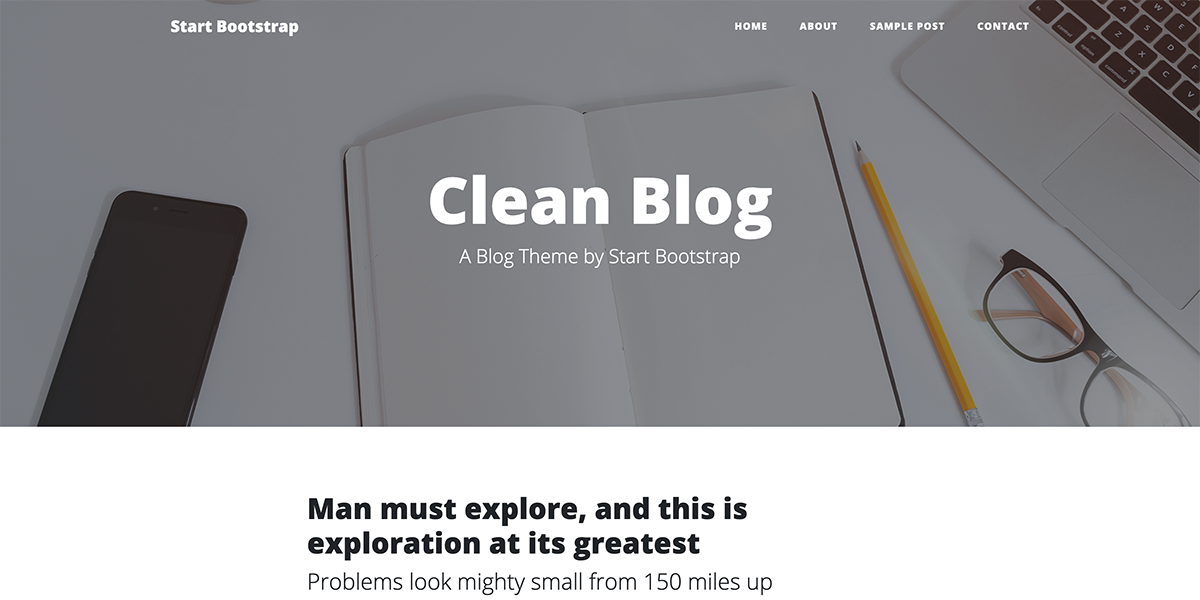 Start Bootstrap
HOME ABOUT SAMPLE POST CONTACT
Clean Blog
A Blog Theme by Start Bootstrap
Man must explore, and this is
exploration at its greatest
Problems look mighty small from 150 miles up